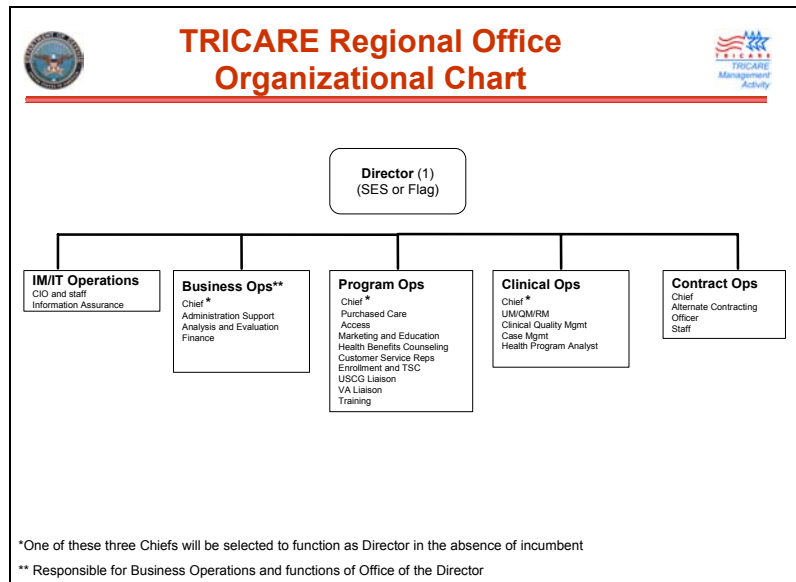 TRICARE Regional Office
Organizational Chart
TRICARE
TRICARE
Management
Activity
Director (1)
(SES or Flag)
IM/IT Operations
CIO and staff
Information Assurance
Business Ops**
Chief *
Administration Support
Analysis and Evaluation
Finance
Program Ops
Chief *
Purchased Care
Access
Marketing and Education
Health Benefits Counseling
Customer Service Reps
Enrollment and TSC
USCG Liaison
VA Liaison
Training
Clinical Ops
Chief *
UM/QM/RM
Clinical Quality Mgmt
Case Mgmt
Health Program Analyst
Contract Ops
Chief
Alternate Contracting
Officer
Staff
*One of these three Chiefs will be selected to function as Director in the absence of incumbent
** Responsible for Business Operations and functions of Office of the Director